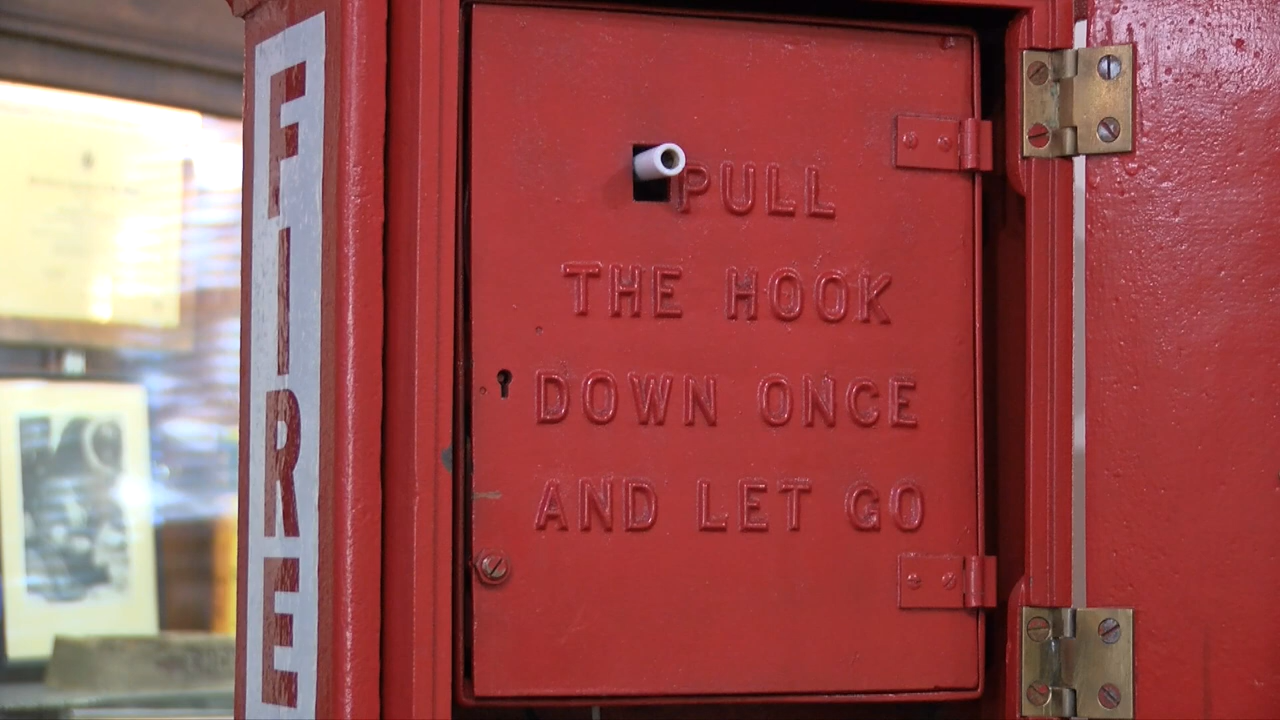 FIRE
PULL
THE HOOK
DOWN ONCE
AND LET GO